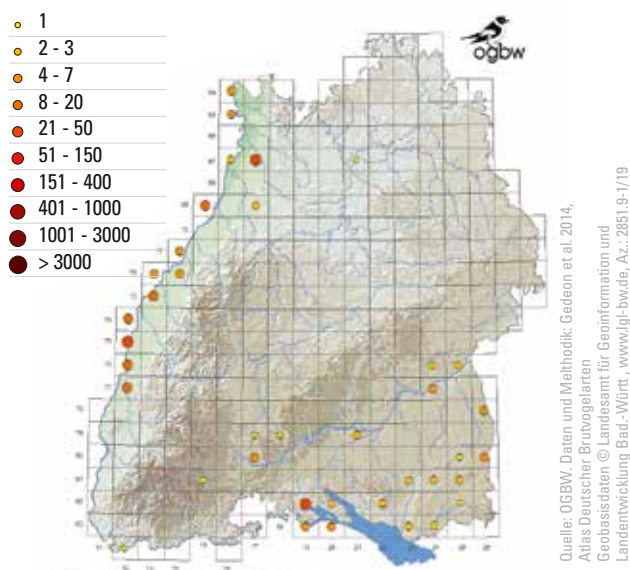 1
2 - 3
4 - 7
8 - 20
21 - 50
51 - 150
151 - 400
401 - 1000
1001 - 3000
> 3000
ogbw
Quelle: OGBW. Daten und Methodik: Gedeon et al. 2014,
Atlas Deutscher Brutvogelarten
Geobasisdaten © Landesamt für Geoinformation und
Landentwicklung Bad.-Württ., www.lgl-bw.de, Az.: 2851.9-1/19